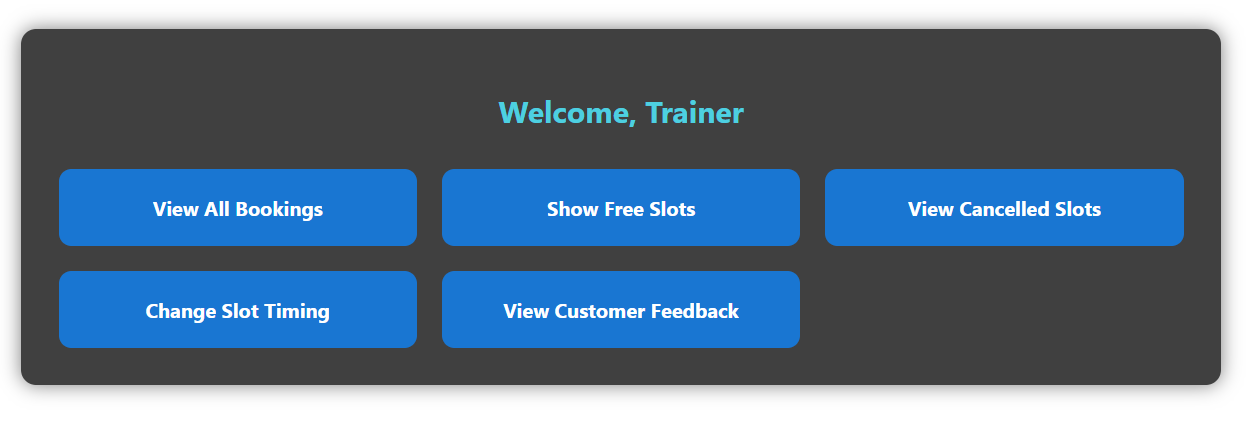 Welcome, Trainer
View All Bookings
Show Free Slots
View Cancelled Slots
Change Slot Timing
View Customer Feedback